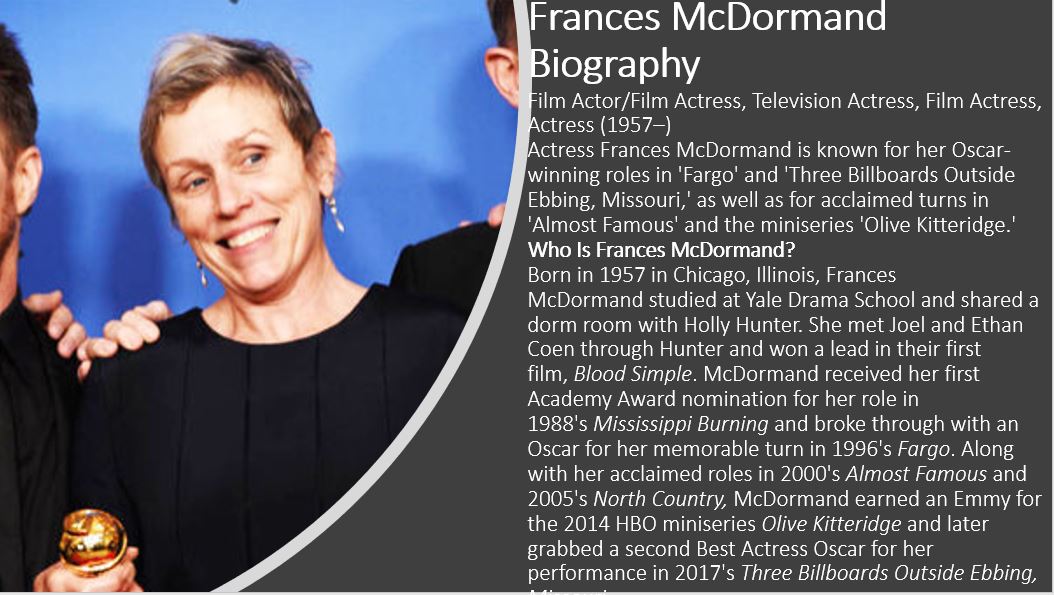 Frances McDormand
Biography
Film Actor/Film Actress, Television Actress, Film Actress,
Actress (1957–)
Actress Frances McDormand is known for her Oscar-
winning roles in 'Fargo' and 'Three Billboards Outside
Ebbing, Missouri,' as well as for acclaimed turns in
'Almost Famous' and the miniseries 'Olive Kitteridge.'
Who Is Frances McDormand?
Born in 1957 in Chicago, Illinois, Frances
McDormand studied at Yale Drama School and shared a
dorm room with Holly Hunter. She met Joel and Ethan
Coen through Hunter and won a lead in their first
film, Blood Simple. McDormand received her first
Academy Award nomination for her role in
1988's Mississippi Burning and broke through with an
Oscar for her memorable turn in 1996's Fargo. Along
with her acclaimed roles in 2000's Almost Famous and
2005's North Country, McDormand earned an Emmy for
the 2014 HBO miniseries Olive Kitteridge and later
grabbed a second Best Actress Oscar for her
performance in 2017's Three Billboards Outside Ebbing,